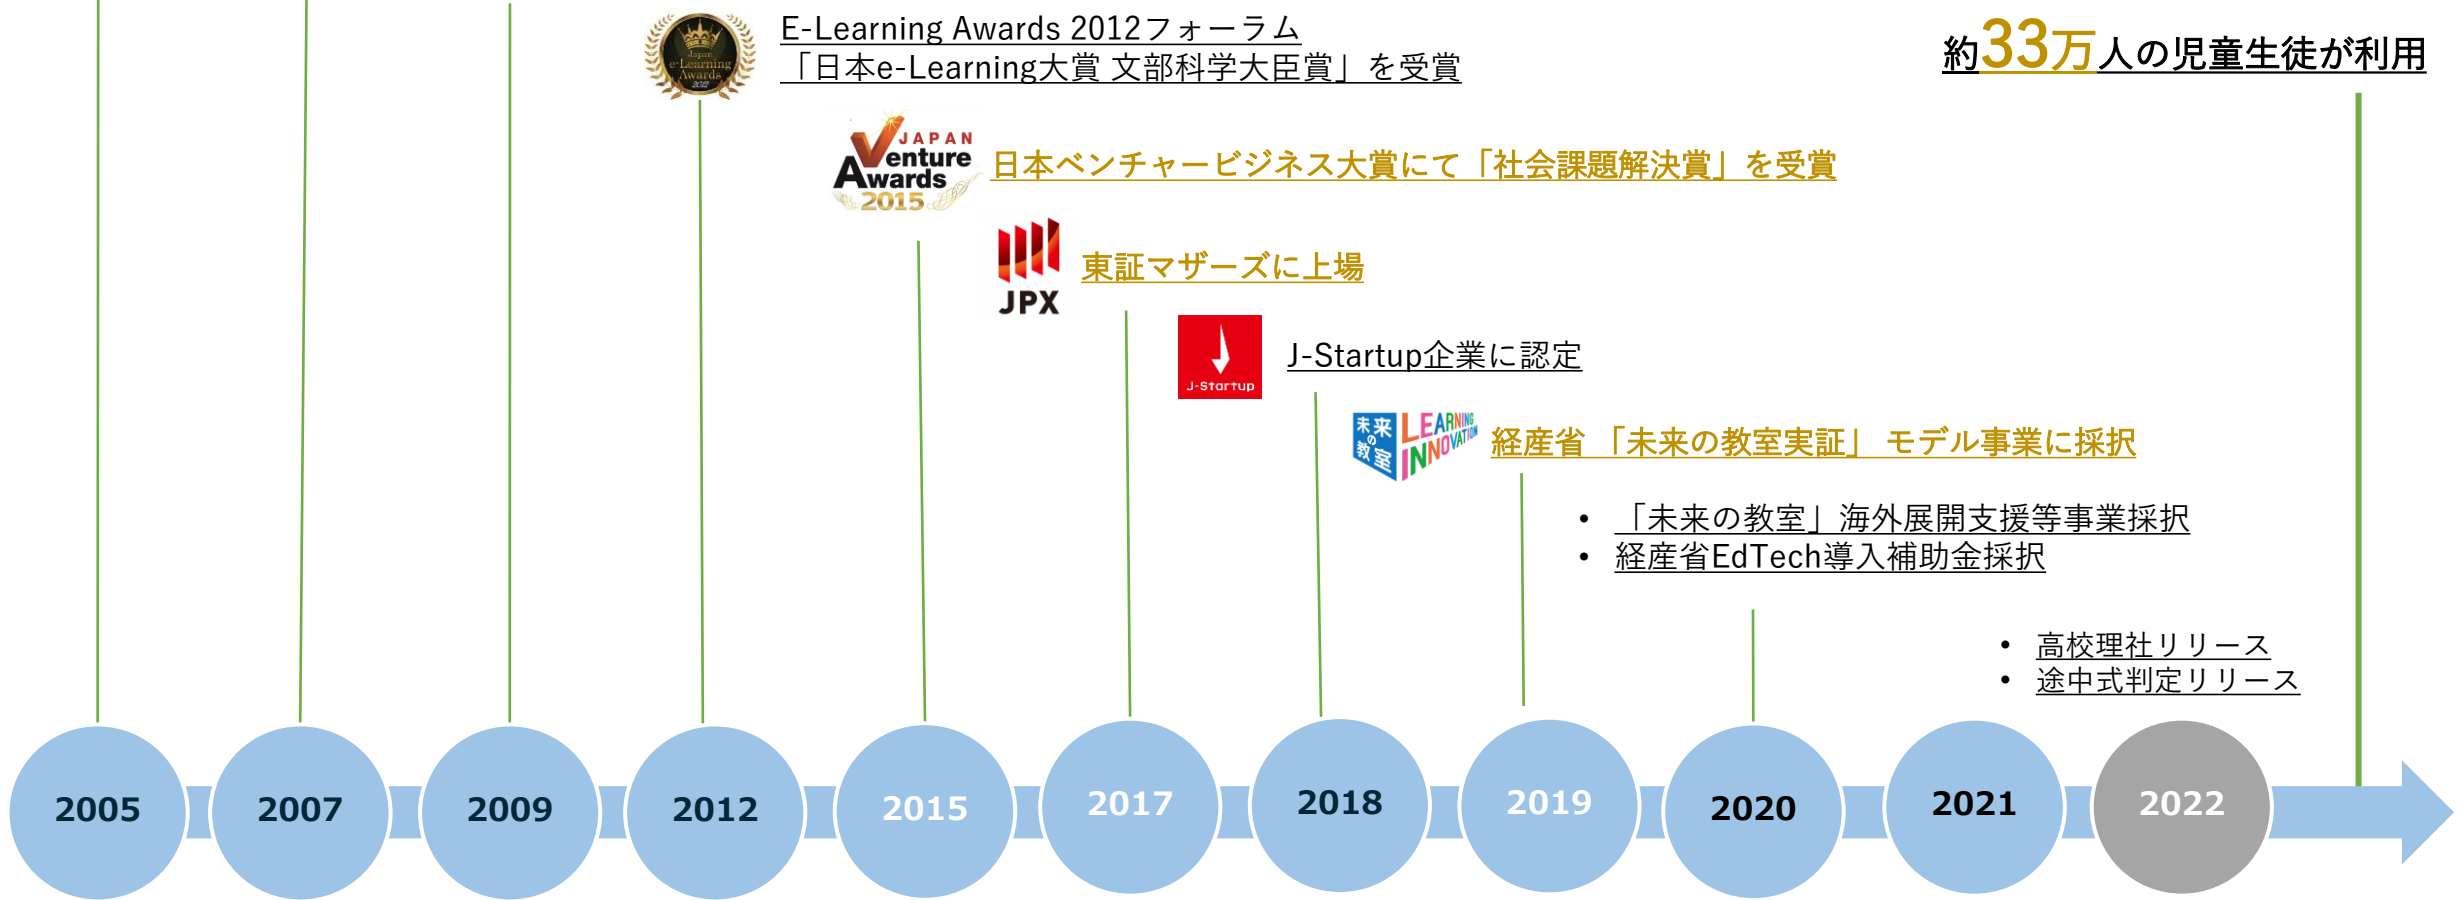 E-Learning Awards 2012フォーラム
「日本e-Learning大賞 文部科学大臣賞」を受賞
Japan
e-Learning
Awards
2012
約33万人の児童生徒が利用
JAPAN
Venture
Awards
2015
日本ベンチャービジネス大賞にて「社会課題解決賞」を受賞
JPX
東証マザーズに上場
J-Startup
J-Startup企業に認定
未来の教室
LEARNING
INNOVATION
経産省 「未来の教室実証」 モデル事業に採択
• 「未来の教室」海外展開支援等事業採択
• 経産省EdTech導入補助金採択
• 高校理社リリース
• 途中式判定リリース
2005 2007 2009 2012 2015 2017 2018 2019 2020 2021 2022